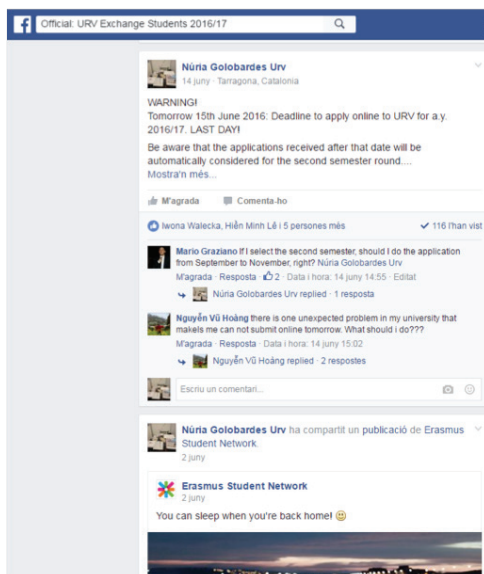 Official: URV Exchange Students 2016/17
Núria Golobardes Urv
14 juny · Tarragona, Catalonia
WARNING!
Tomorrow 15th June 2016: Deadline to apply online to URV for a.y.
2016/17. LAST DAY!
Be aware that the applications received after that date will be
automatically considered for the second semester round....
Mostra'n més...
M'agrada Comenta-ho
Iwona Walecka, Hiền Minh Lê i 5 persones més 116 l'han vist
Mario Graziano If I select the second semester, should I do the application
from September to November, right? Núria Golobardes Urv
M'agrada · Resposta · 2 · Data i hora: 14 juny 14:55 · Editat
Núria Golobardes Urv replied · 1 resposta
Nguyễn Vũ Hoàng there is one unexpected problem in my university that
makels me can not submit online tomorrow. What should i do???
M'agrada · Resposta · Data i hora: 14 juny 15:02
Nguyễn Vũ Hoàng replied · 2 respostes
Escriu un comentari...
Núria Golobardes Urv ha compartit un publicació de Erasmus
Student Network.
2 juny
Erasmus Student Network
2 juny
You can sleep when you're back home!